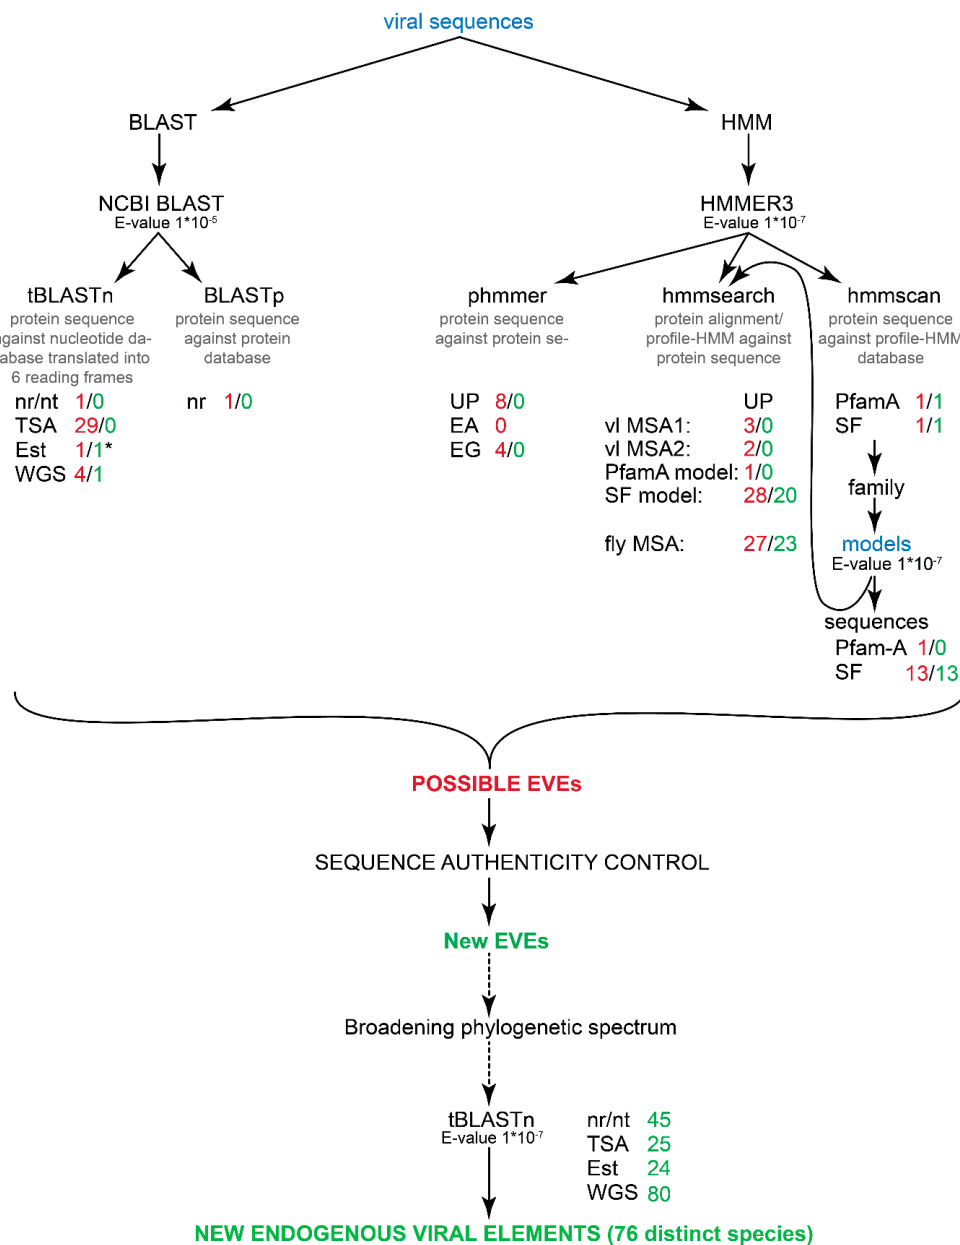 viral sequences
BLAST
HMM
NCBI BLAST
E-value 1*10-5
HMMER3
E-value 1*10-7
tBLASTn
protein sequence
against nucleotide da-
abase translated into
6 reading frames
nr/nt 1/0
TSA 29/0
Est 1/1*
WGS 4/1
BLASTp
protein sequence
against protein
database
nr 1/0
phmmer
protein sequence
against protein se-
UP 8/0
EA 0
EG 4/0
hmmsearch
protein alignment/
profile-HMM against
protein sequence
UP
vl MSA1: 3/0
vl MSA2: 2/0
PfamA model: 1/0
SF model: 28/20
fly MSA: 27/23
hmmscan
protein sequence
against profile-HMM
database
PfamA 1/1
SF 1/1
family
models
E-value 1*10-7
sequences
Pfam-A 1/0
SF 13/13
POSSIBLE EVEs
SEQUENCE AUTHENTICITY CONTROL
New EVEs
Broadening phylogenetic spectrum
tBLASTn
E-value 1*10-7
nr/nt 45
TSA 25
Est 24
WGS 80
NEW ENDOGENOUS VIRAL ELEMENTS (76 distinct species)